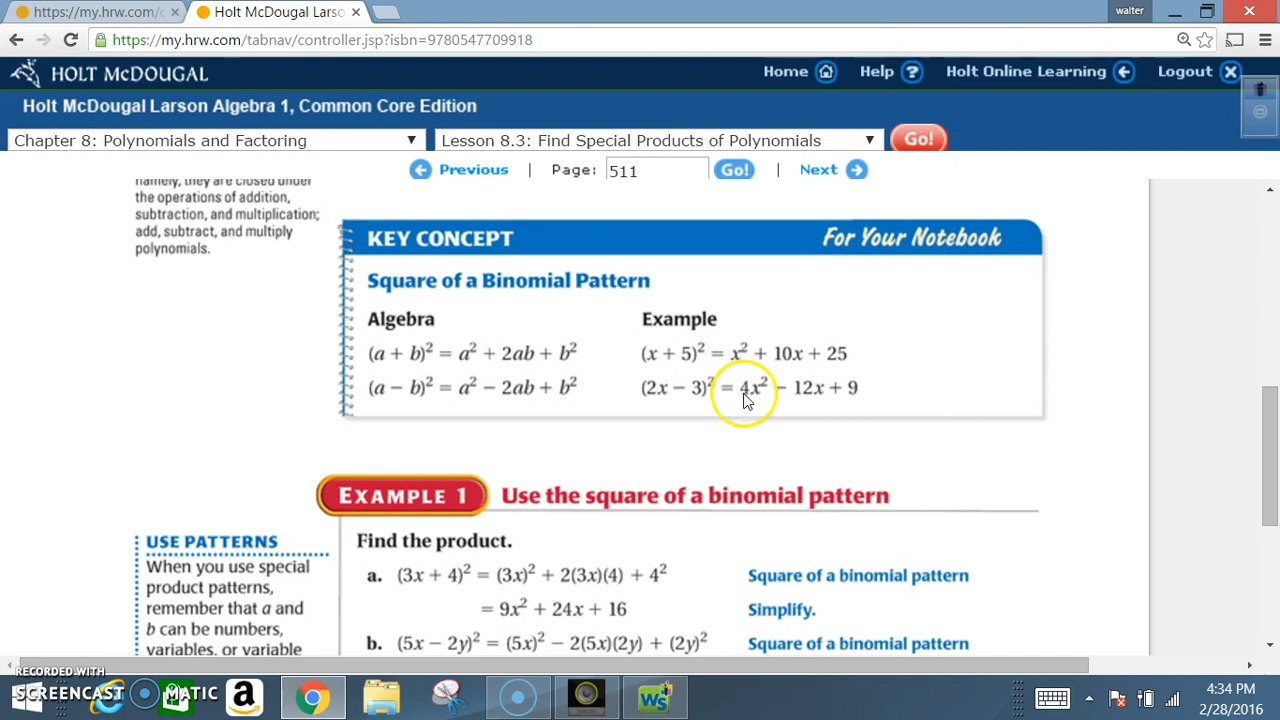 https://my.hrw.com/
Holt McDougal Larso
walter
https://my.hrw.com/tabnav/controller.jsp?isbn=9780547709918
HOLT MCDOUGAL
Home
Help
Holt Online Learning
Logout
Holt McDougal Larson Algebra 1, Common Core Edition
Chapter 8: Polynomials and Factoring
Lesson 8.3: Find Special Products of Polynomials
Go!
Previous | Page: 511 Go! | Next
namely, they are closed under
the operations of addition,
subtraction, and multiplication;
add, subtract, and multiply
polynomials.
KEY CONCEPT
For Your Notebook
Square of a Binomial Pattern
Algebra
Example
(a + b)² = a² + 2ab + b²
(x + 5)² = x² + 10x + 25
(a − b)² = a² − 2ab + b²
(2x − 3)² = 4x² − 12x + 9
EXAMPLE 1
Use the square of a binomial pattern
USE PATTERNS
When you use special
product patterns,
remember that a and
b can be numbers,
variables, or variable
Find the product.
a. (3x + 4)² = (3x)² + 2(3x)(4) + 4²
Square of a binomial pattern
= 9x² + 24x + 16
Simplify.
b. (5x − 2y)² = (5x)² − 2(5x)(2y) + (2y)²
Square of a binomial pattern
RECORDED WITH
SCREENCAST MATIC
WS
4:34 PM
2/28/2016